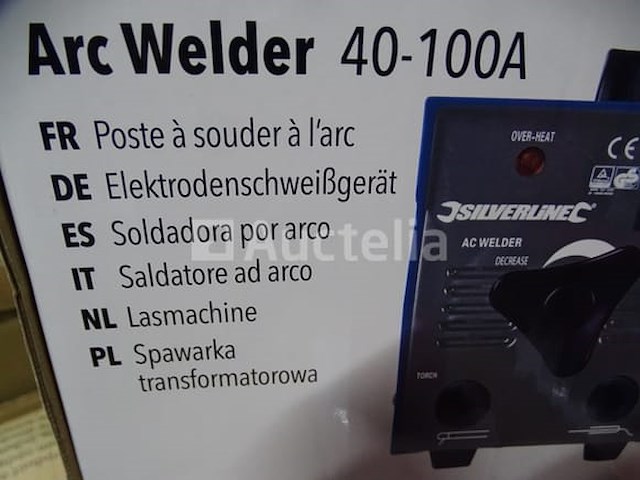 Arc Welder 40-100A
FR Poste à souder à l'arc
DE Elektrodenschweißgerät
ES Soldadora por arco
IT Saldatore ad arco
NL Lasmachine
PL Spawarka
transformatorowa
Auctelia
OVER-HEAT
CE
SILVERLINE
AC WELDER
DECREASE
TORCH